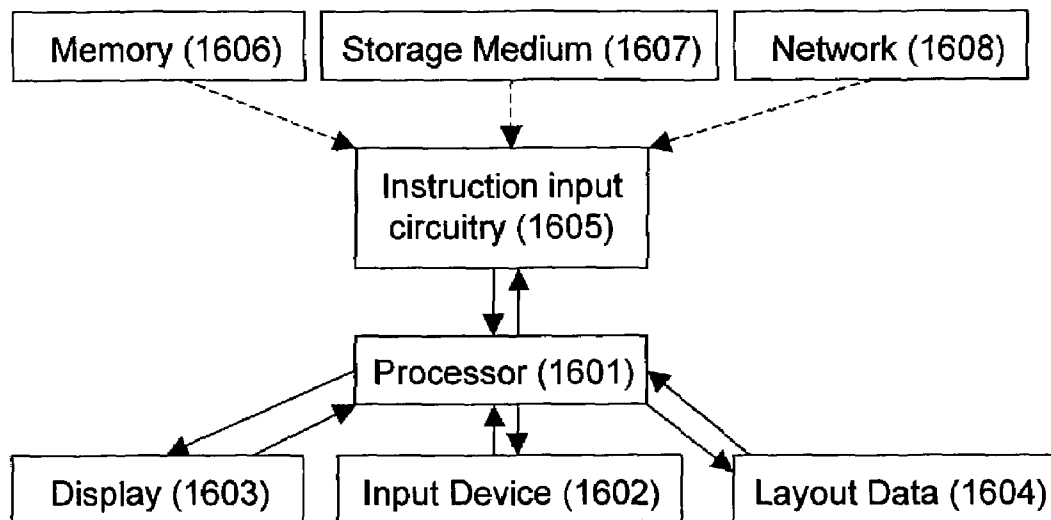 Memory (1606)
Storage Medium (1607)
Network (1608)
Instruction input
circuitry (1605)
Processor (1601)
Display (1603)
Input Device (1602)
Layout Data (1604)